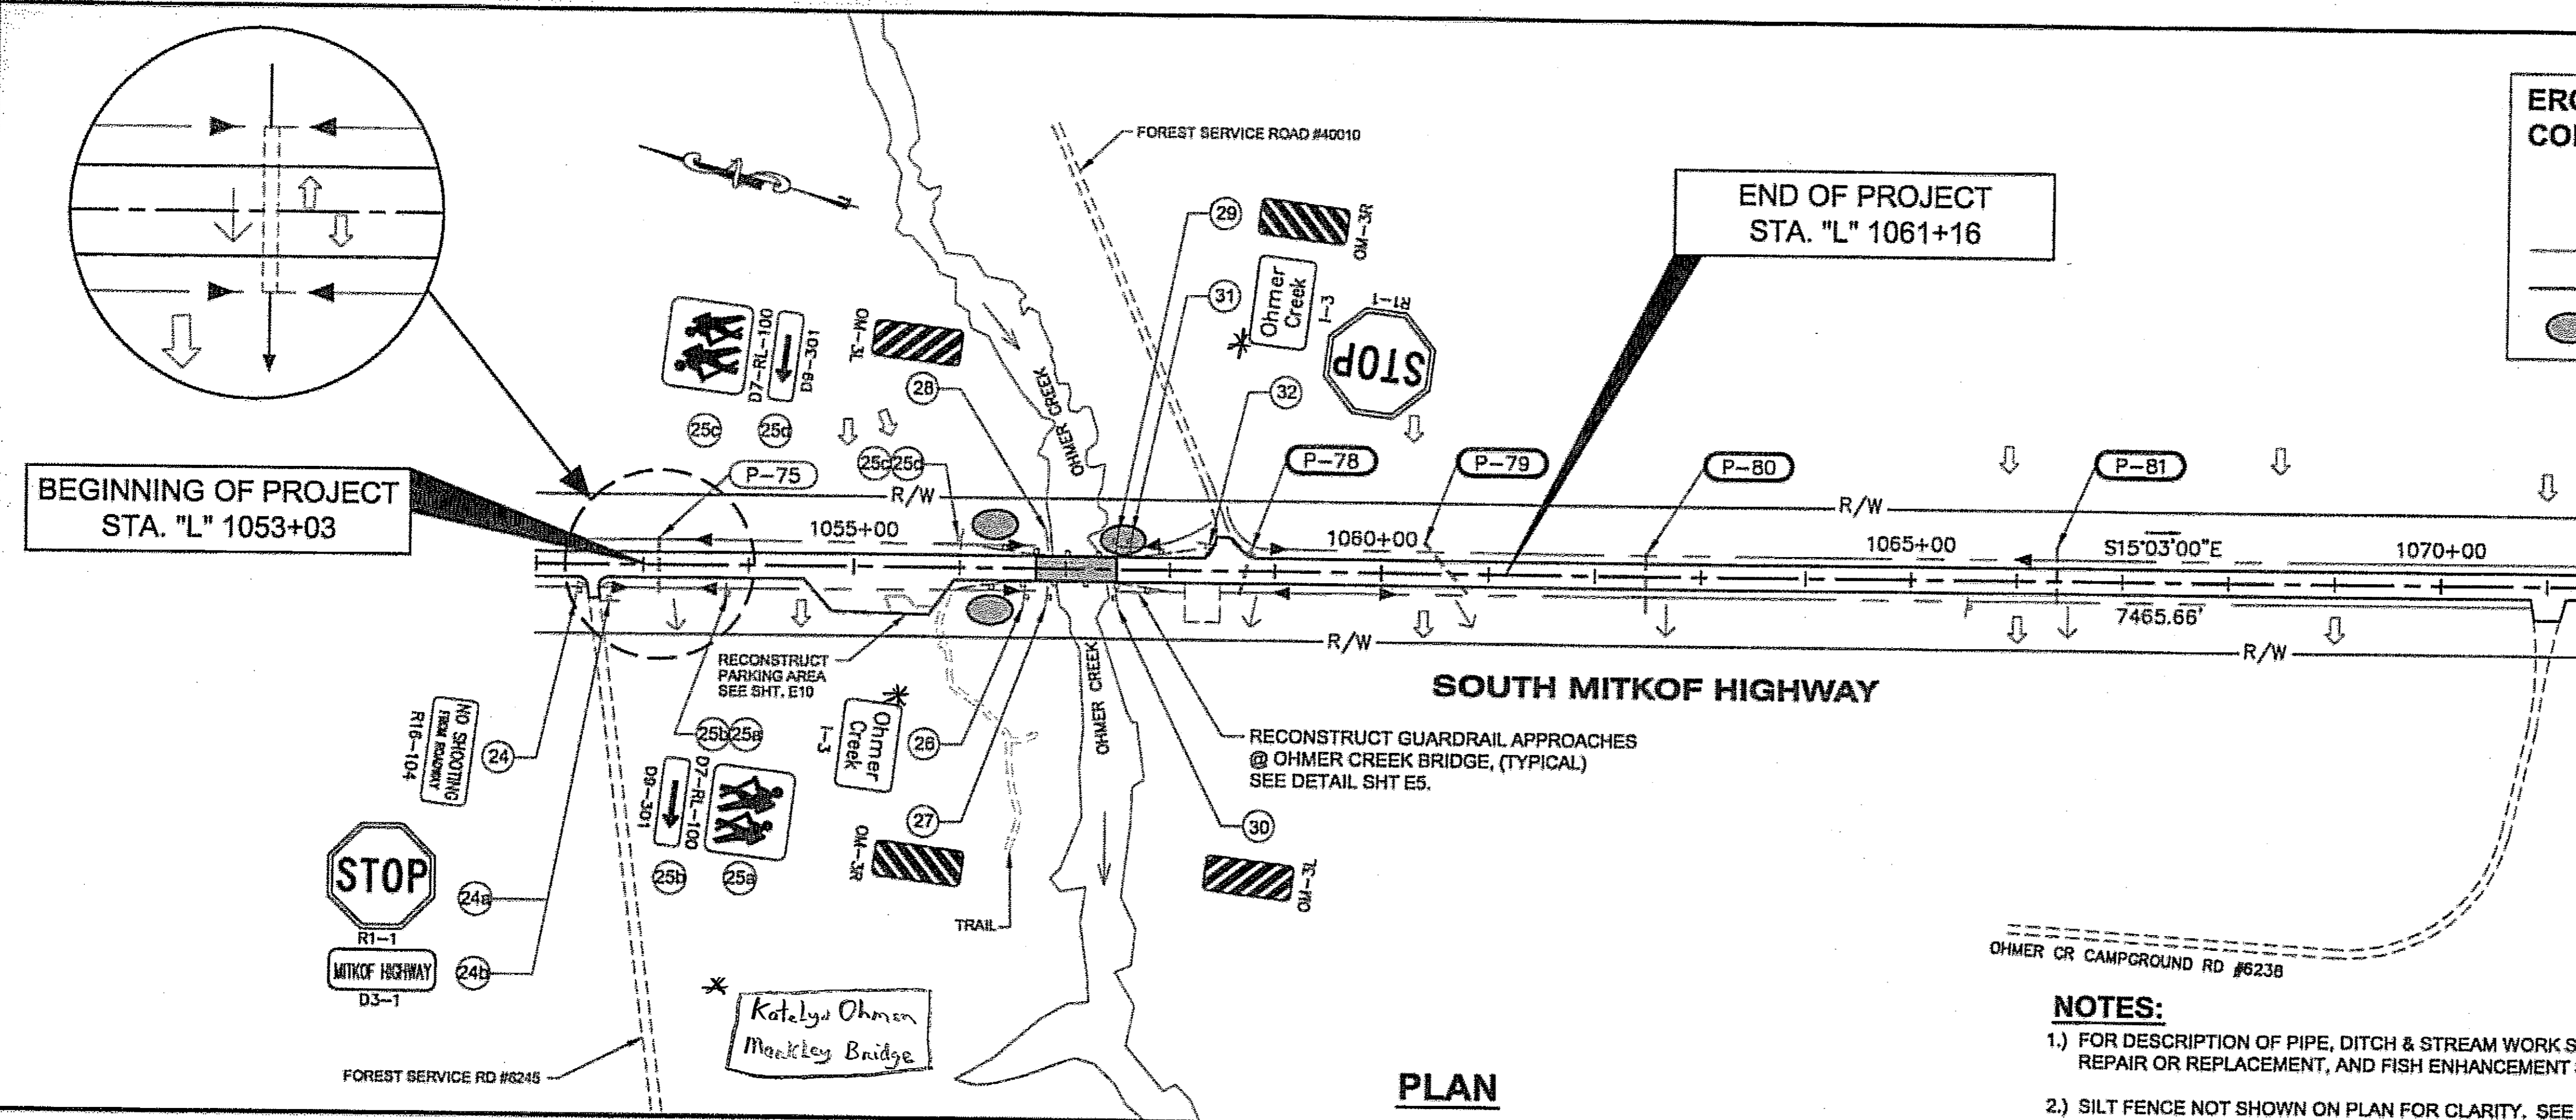 FOREST SERVICE ROAD #40010
29
OM-3R
31
Ohmer
Creek
I-3
R1-1
STOP
32
END OF PROJECT
STA. "L" 1061+16
D7-RL-100
D9-301
25c
25d
OM-3L
28
OHMER CREEK
BEGINNING OF PROJECT
STA. "L" 1053+03
P-75
25c
25d
P-78
P-79
P-80
P-81
R/W
R/W
1055+00
1060+00
1065+00
S15°03'00"E
1070+00
7465.66'
R/W
R/W
RECONSTRUCT
PARKING AREA
SEE SHT. E10
SOUTH MITKOF HIGHWAY
RECONSTRUCT GUARDRAIL APPROACHES
@ OHMER CREEK BRIDGE, (TYPICAL)
SEE DETAIL SHT E5.
NO SHOOTING
FROM ROADWAY
R16-104
24
25b
25a
D9-301
D7-RL-100
25b
25a
Ohmer
Creek
I-3
26
27
OM-3R
OHMER CREEK
30
OM-3L
TRAIL
STOP
R1-1
24a
MITKOF HIGHWAY
D3-1
24b
FOREST SERVICE RD #6245
Katelyn Ohmer
Markley Bridge
OHMER CR CAMPGROUND RD #6238
PLAN
NOTES:
1.) FOR DESCRIPTION OF PIPE, DITCH & STREAM WORK S
REPAIR OR REPLACEMENT, AND FISH ENHANCEMENT
2.) SILT FENCE NOT SHOWN ON PLAN FOR CLARITY. SEE